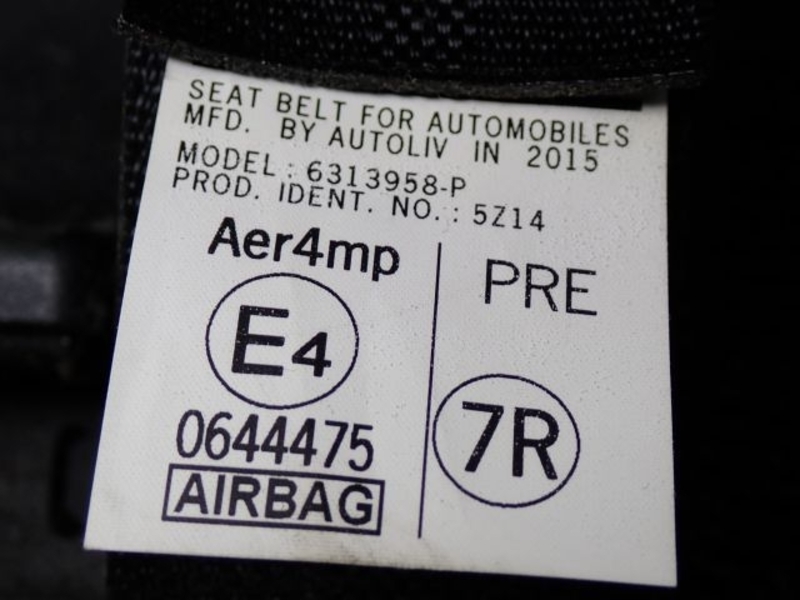 SEAT BELT FOR AUTOMOBILES
MFD. BY AUTOLIV IN 2015
MODEL : 6313958-P
PROD. IDENT. NO. : 5Z14
Aer4mp
PRE
E4
7R
0644475
AIRBAG